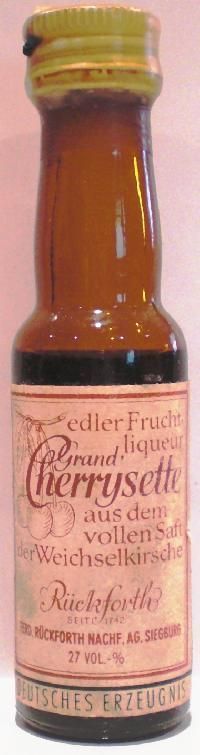 edler Frucht,
liqueur
Grand
Cherrysette
aus dem
vollen Saft
der Weichselkirsche
Rückforth
SEIT 1742
FERD. RÜCKFORTH NACHF. AG. SIEGBURG
27 VOL.-%
DEUTSCHES ERZEUGNIS